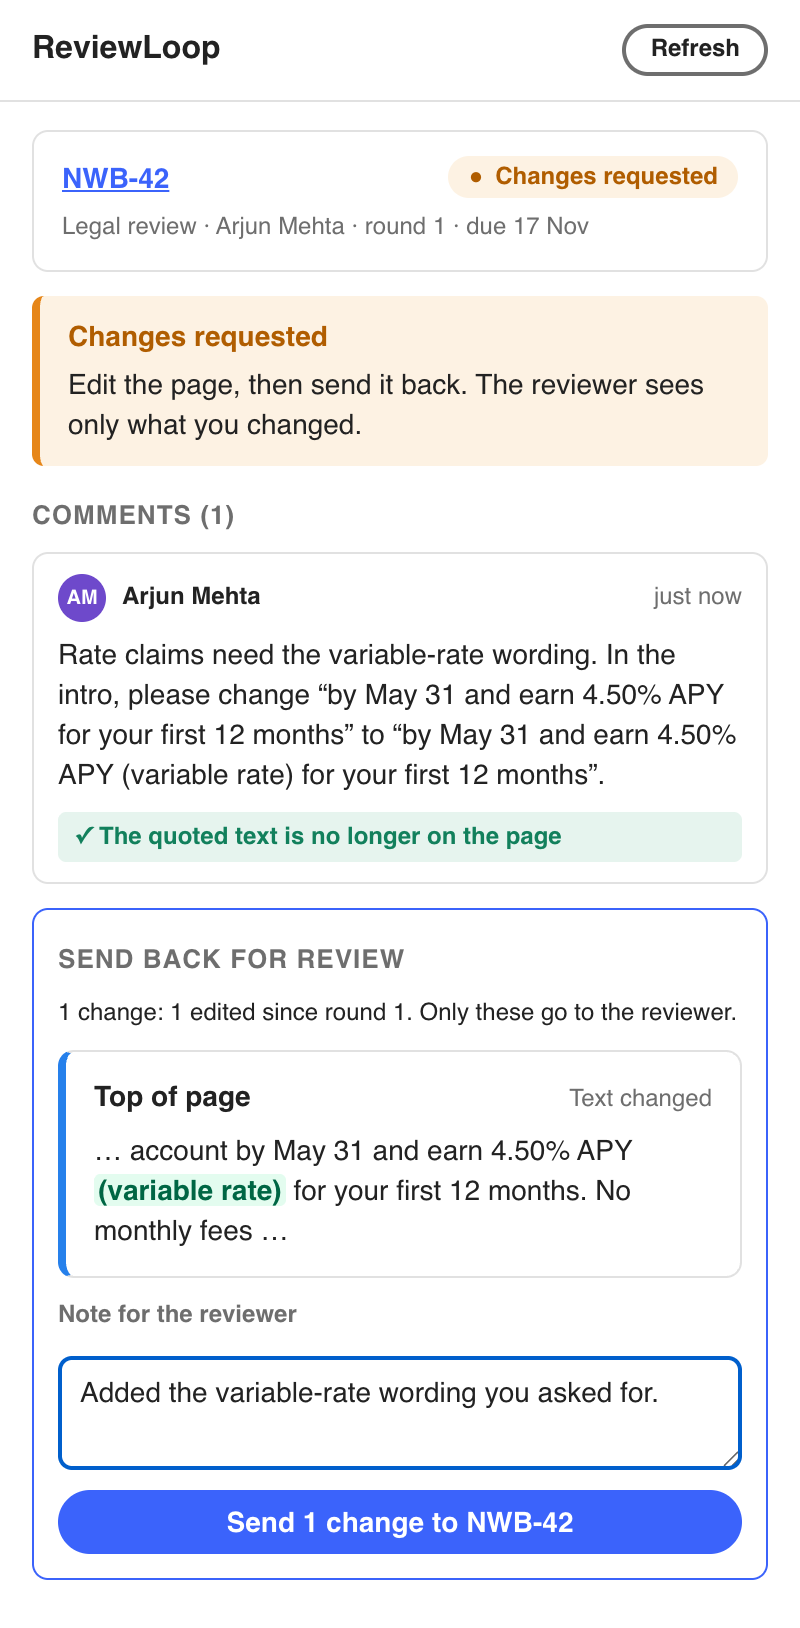 ReviewLoop
Refresh
NWB-42
Changes requested
Legal review · Arjun Mehta · round 1 · due 17 Nov
Changes requested
Edit the page, then send it back. The reviewer sees
only what you changed.
COMMENTS (1)
AM
Arjun Mehta
just now
Rate claims need the variable-rate wording. In the
intro, please change “by May 31 and earn 4.50% APY
for your first 12 months” to “by May 31 and earn 4.50%
APY (variable rate) for your first 12 months”.
✓ The quoted text is no longer on the page
SEND BACK FOR REVIEW
1 change: 1 edited since round 1. Only these go to the reviewer.
Top of page
Text changed
… account by May 31 and earn 4.50% APY
(variable rate) for your first 12 months. No
monthly fees …
Note for the reviewer
Added the variable-rate wording you asked for.
Send 1 change to NWB-42